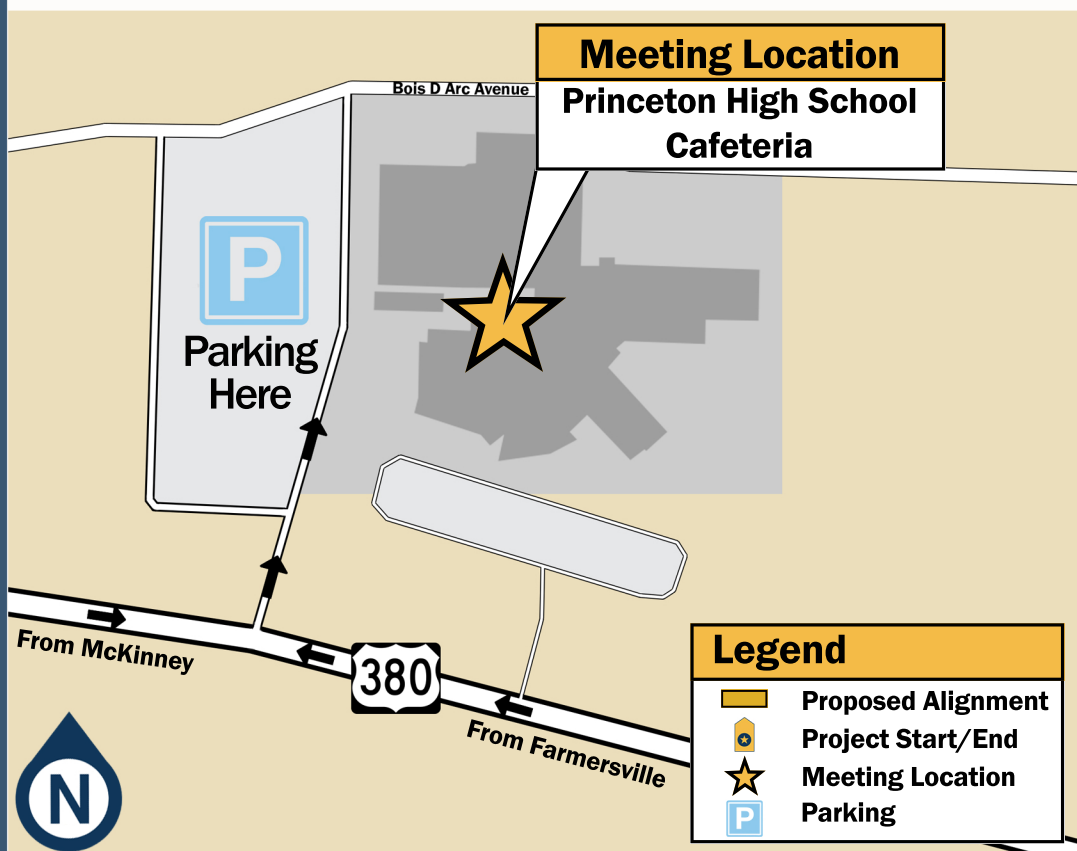 Meeting Location
Princeton High School
Cafeteria
Bois D Arc Avenue
P
Parking
Here
From McKinney
380
From Farmersville
N
Legend
Proposed Alignment
Project Start/End
Meeting Location
P Parking